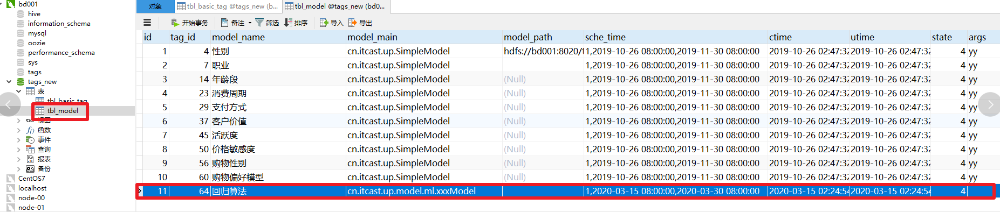 bd001
hive
information_schema
mysql
oozie
performance_schema
sys
tags
tags_new
表
tbl_basic_tag
tbl_model
视图
函数
事件
查询
报表
备份
CentOS7
localhost
node-00
node-01
对象 tbl_basic_tag @tags_new (b... tbl_model @tags_new (bd0...
开始事务 备注 筛选 排序 导入 导出
id tag_id model_name model_main model_path sche_time ctime utime state args
1 4 性别 cn.itcast.up.SimpleModel hdfs://bd001:8020/t 1,2019-10-26 08:00:00,2019-11-30 08:00:00 2019-10-26 02:47:32 2019-10-26 02:47:32 4 yy
2 7 职业 cn.itcast.up.SimpleModel 1,2019-10-26 08:00:00,2019-11-30 08:00:00 2019-10-26 02:47:32 2019-10-26 02:47:32 4 yy
3 14 年龄段 cn.itcast.up.SimpleModel (Null) 1,2019-10-26 08:00:00,2019-11-30 08:00:00 2019-10-26 02:47:32 2019-10-26 02:47:32 4 yy
4 23 消费周期 cn.itcast.up.SimpleModel (Null) 1,2019-10-26 08:00:00,2019-11-30 08:00:00 2019-10-26 02:47:32 2019-10-26 02:47:32 4 yy
5 29 支付方式 cn.itcast.up.SimpleModel (Null) 1,2019-10-26 08:00:00,2019-11-30 08:00:00 2019-10-26 02:47:32 2019-10-26 02:47:32 4 yy
6 37 客户价值 cn.itcast.up.SimpleModel (Null) 1,2019-10-26 08:00:00,2019-11-30 08:00:00 2019-10-26 02:47:32 2019-10-26 02:47:32 4 yy
7 45 活跃度 cn.itcast.up.SimpleModel (Null) 1,2019-10-26 08:00:00,2019-11-30 08:00:00 2019-10-26 02:47:32 2019-10-26 02:47:32 4 yy
8 50 价格敏感度 cn.itcast.up.SimpleModel (Null) 1,2019-10-26 08:00:00,2019-11-30 08:00:00 2019-10-26 02:47:32 2019-10-26 02:47:32 4 yy
9 56 购物性别 cn.itcast.up.SimpleModel (Null) 1,2019-10-26 08:00:00,2019-11-30 08:00:00 2019-10-26 02:47:32 2019-10-26 02:47:32 4 yy
10 60 购物偏好模型 cn.itcast.up.SimpleModel (Null) 1,2019-10-26 08:00:00,2019-11-30 08:00:00 2019-10-26 02:47:32 2019-10-26 02:47:32 4 yy
11 64 回归算法 cn.itcast.up.model.ml.xxxModel 1,2020-03-15 08:00:00,2020-03-30 08:00:00 2020-03-15 02:24:54 2020-03-15 02:24:54 4